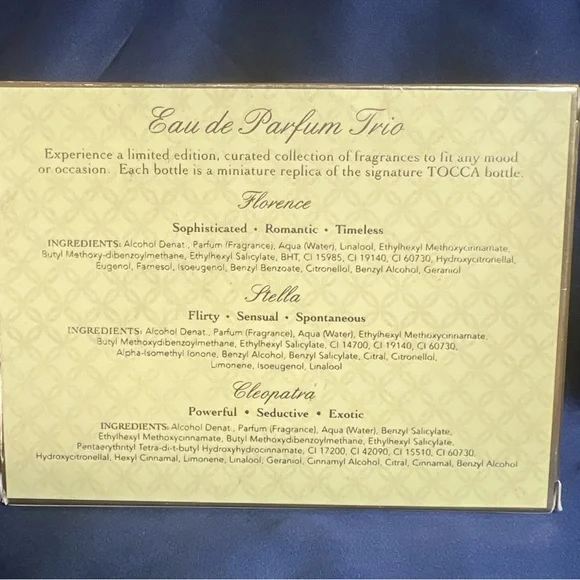 Eau de Parfum Trio
Experience a limited edition, curated collection of fragrances to fit any mood
or occasion. Each bottle is a miniature replica of the signature TOCCA bottle.
Florence
Sophisticated • Romantic • Timeless
INGREDIENTS: Alcohol Denat., Parfum (Fragrance), Aqua (Water), Linalool, Ethylhexyl Methoxycinnamate,
Butyl Methoxy-dibenzoylmethane, Ethylhexyl Salicylate, BHT, CI 15985, CI 19140, CI 60730, Hydroxycitronellal,
Eugenol, Farnesol, Isoeugenol, Benzyl Benzoate, Citronellol, Benzyl Alcohol, Geraniol
Stella
Flirty • Sensual • Spontaneous
INGREDIENTS: Alcohol Denat., Parfum (Fragrance), Aqua (Water), Ethylhexyl Methoxycinnamate,
Butyl Methoxydibenzoylmethane, Ethylhexyl Salicylate, CI 14700, CI 19140, CI 60730,
Alpha-Isomethyl Ionone, Benzyl Alcohol, Benzyl Salicylate, Citral, Citronellol,
Limonene, Isoeugenol, Linalool
Cleopatra
Powerful • Seductive • Exotic
INGREDIENTS: Alcohol Denat., Parfum (Fragrance), Aqua (Water), Benzyl Salicylate,
Ethylhexyl Methoxycinnamate, Butyl Methoxydibenzoylmethane, Ethylhexyl Salicylate,
Pentaerythrityl Tetra-di-t-butyl Hydroxyhydrocinnamate, CI 17200, CI 42090, CI 15510, CI 60730,
Hydroxycitronellal, Hexyl Cinnamal, Limonene, Linalool, Geraniol, Cinnamyl Alcohol, Citral, Cinnamal, Benzyl Alcohol